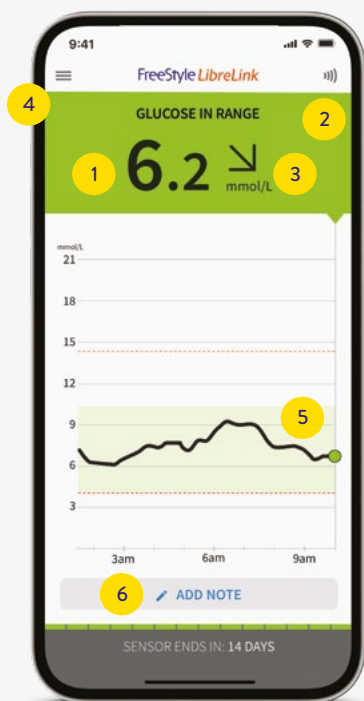 9:41
FreeStyle LibreLink
4
GLUCOSE IN RANGE
2
1
6.2
mmol/L
3
mmol/L
21
18
15
12
9
5
6
3
3am
6am
9am
6
ADD NOTE
SENSOR ENDS IN: 14 DAYS